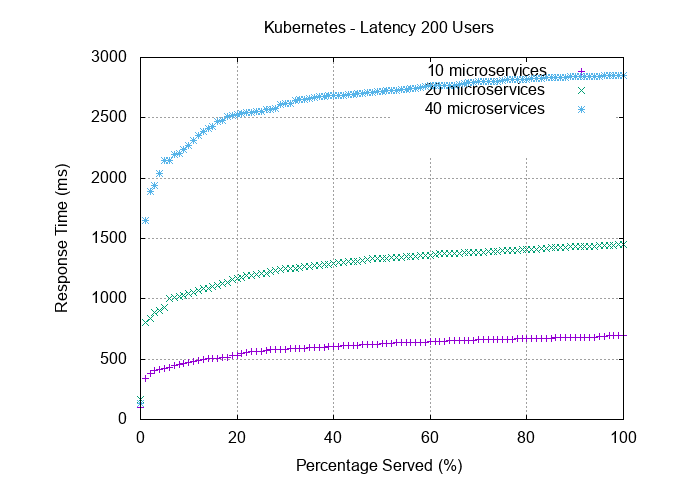 Kubernetes - Latency 200 Users
3000
2500
2000
1500
1000
500
0
Response Time (ms)
10 microservices
20 microservices
40 microservices
0 20 40 60 80 100
Percentage Served (%)